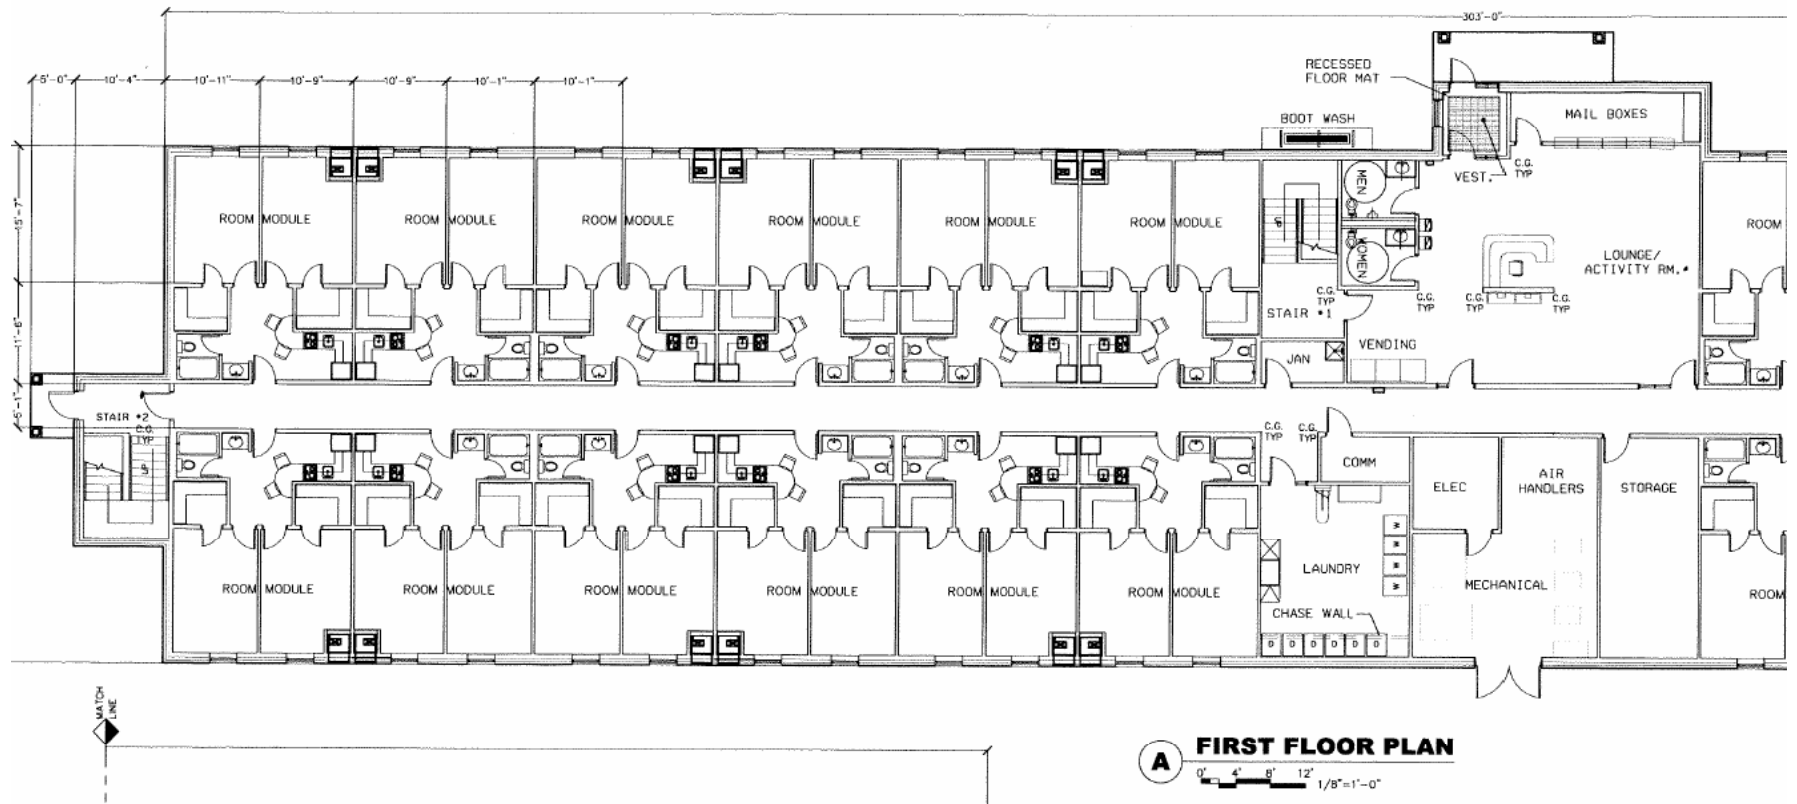 303'-0"
RECESSED
FLOOR MAT
5'-0"
10'-4"
10'-11"
10'-9"
10'-9"
10'-1"
10'-1"
BOOT WASH
MAIL BOXES
VEST.
C.G.
TYP
15'-7"
MEN
ROOM MODULE
ROOM MODULE
ROOM MODULE
ROOM MODULE
ROOM MODULE
ROOM MODULE
UP
ROOM
WOMEN
LOUNGE/
ACTIVITY RM.*
C.G.
TYP
C.G.
TYP
C.G.
TYP
C.G.
TYP
STAIR #1
11'-6"
VENDING
JAN
5'-1"
STAIR #2
C.G.
TYP
UP
C.G.
TYP
C.G.
TYP
COMM
ELEC
AIR
HANDLERS
STORAGE
W
W
W
W
LAUNDRY
MECHANICAL
ROOM MODULE
ROOM MODULE
ROOM MODULE
ROOM MODULE
ROOM MODULE
ROOM MODULE
ROOM
CHASE WALL
D D D D D D
MATCH
LINE
A
FIRST FLOOR PLAN
0' 4' 8' 12'
1/8"=1'-0"